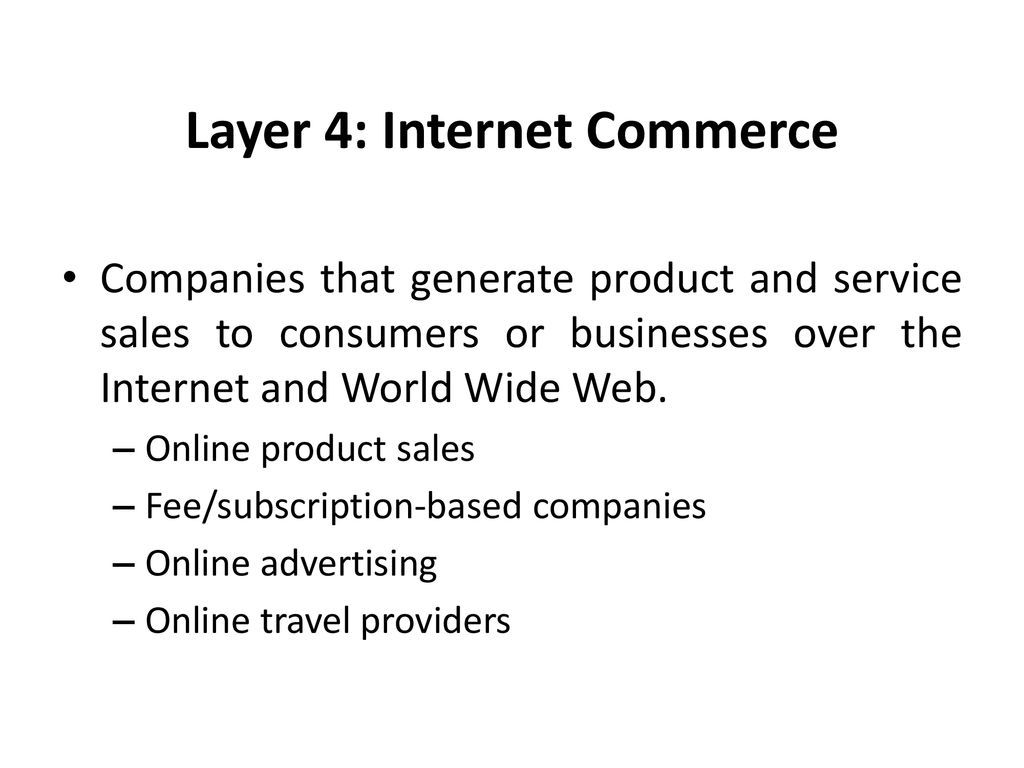 Layer 4: Internet Commerce
• Companies that generate product and service
sales to consumers or businesses over the
Internet and World Wide Web.
– Online product sales
– Fee/subscription-based companies
– Online advertising
– Online travel providers